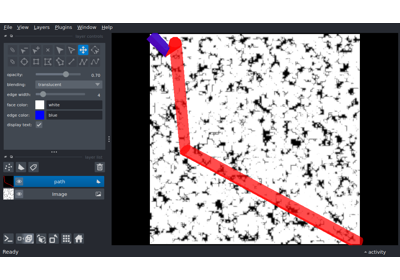 File View Layers Plugins Window Help
opacity: 0.70
blending: translucent
edge width: 4
face color: white
edge color: blue
display text:
path
Image
Ready activity